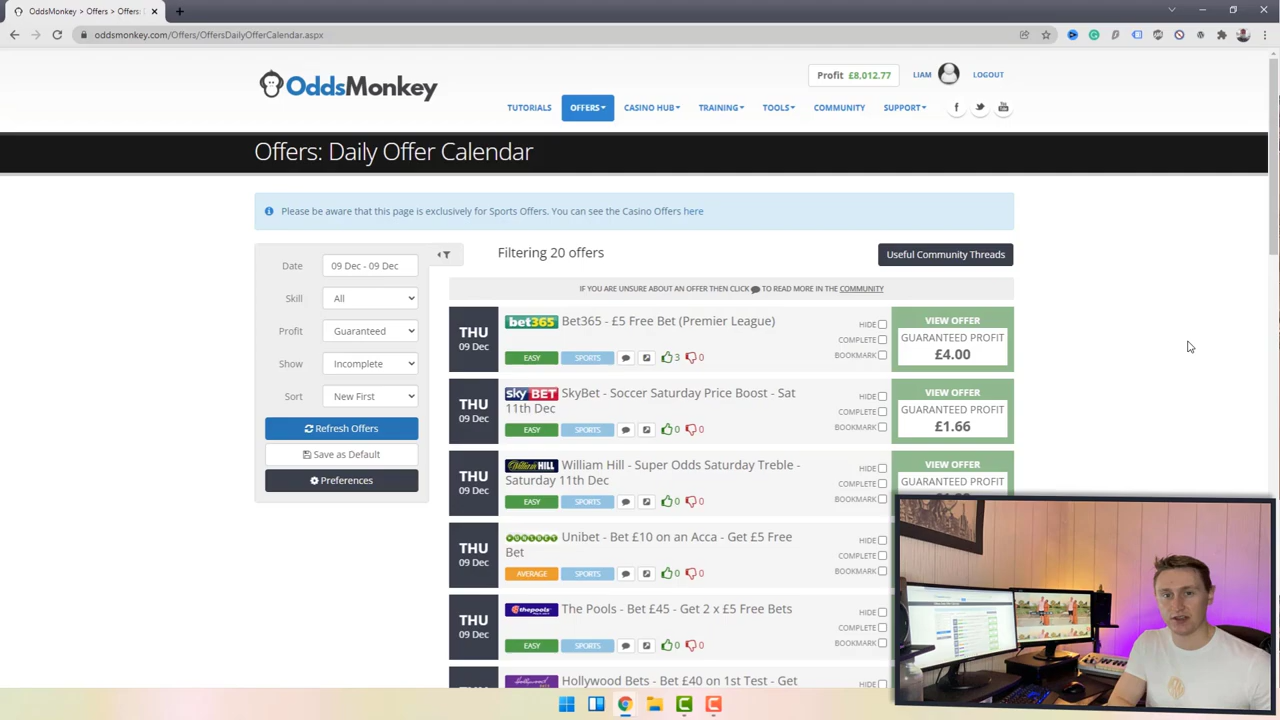 OddsMonkey > Offers > Offers:
oddsmonkey.com/Offers/OffersDailyOfferCalendar.aspx
OddsMonkey
Profit £8,012.77
LIAM
LOGOUT
TUTORIALS
OFFERS
CASINO HUB
TRAINING
TOOLS
COMMUNITY
SUPPORT
Offers: Daily Offer Calendar
Please be aware that this page is exclusively for Sports Offers. You can see the Casino Offers here
Date
09 Dec - 09 Dec
Skill
All
Profit
Guaranteed
Show
Incomplete
Sort
New First
Refresh Offers
Save as Default
Preferences
Filtering 20 offers
Useful Community Threads
IF YOU ARE UNSURE ABOUT AN OFFER THEN CLICK TO READ MORE IN THE COMMUNITY
THU
09 Dec
bet365
Bet365 - £5 Free Bet (Premier League)
EASY
SPORTS
3
0
HIDE
COMPLETE
BOOKMARK
VIEW OFFER
GUARANTEED PROFIT
£4.00
THU
09 Dec
sky BET
SkyBet - Soccer Saturday Price Boost - Sat
11th Dec
EASY
SPORTS
0
0
HIDE
COMPLETE
BOOKMARK
VIEW OFFER
GUARANTEED PROFIT
£1.66
THU
09 Dec
William HILL
William Hill - Super Odds Saturday Treble -
Saturday 11th Dec
EASY
SPORTS
0
0
HIDE
COMPLETE
BOOKMARK
VIEW OFFER
GUARANTEED PROFIT
THU
09 Dec
UNIBET
Unibet - Bet £10 on an Acca - Get £5 Free
Bet
AVERAGE
SPORTS
0
0
HIDE
COMPLETE
BOOKMARK
THU
09 Dec
thepools
The Pools - Bet £45 - Get 2 x £5 Free Bets
EASY
SPORTS
0
0
HIDE
COMPLETE
BOOKMARK
Hollywood Bets - Bet £40 on 1st Test - Get
HIDE